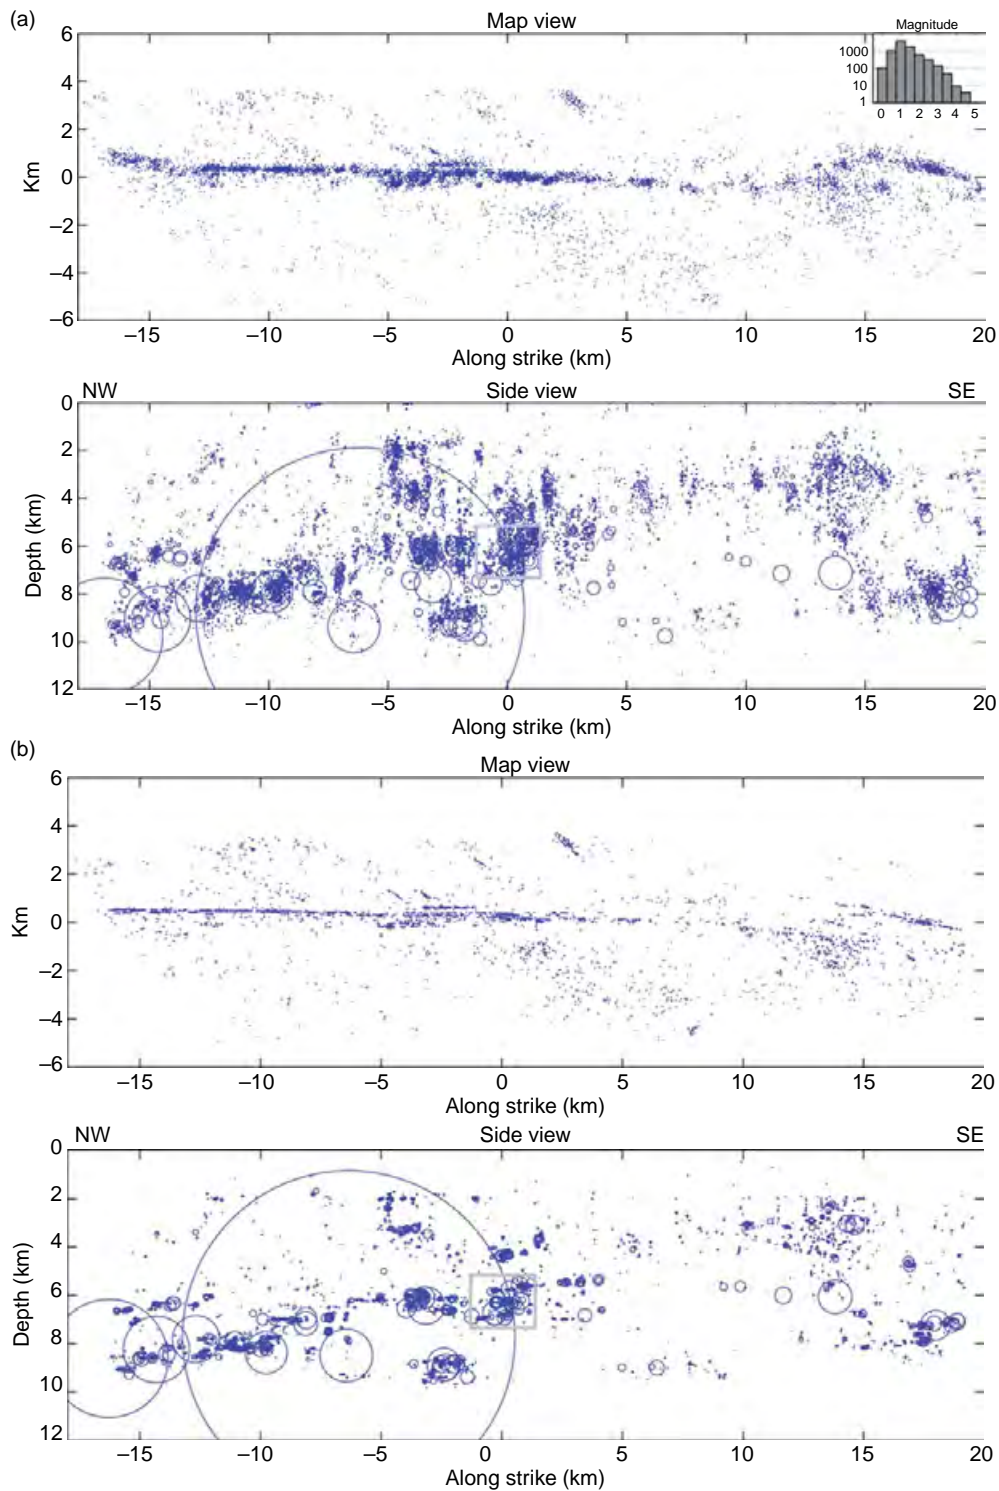 (a)
Map view
Magnitude
1000
100
10
1
0 1 2 3 4 5
6
4
2
0
–2
–4
–6
Km
–15 –10 –5 0 5 10 15 20
Along strike (km)
NW Side view SE
0
2
4
6
8
10
12
Depth (km)
–15 –10 –5 0 5 10 15 20
Along strike (km)
(b)
Map view
6
4
2
0
–2
–4
–6
Km
–15 –10 –5 0 5 10 15 20
Along strike (km)
NW Side view SE
0
2
4
6
8
10
12
Depth (km)
–15 –10 –5 0 5 10 15 20
Along strike (km)